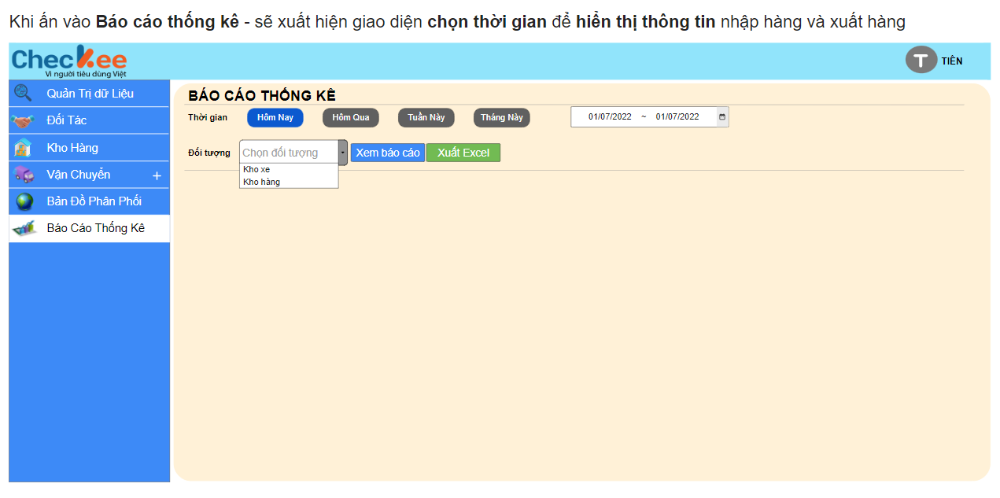 Khi ấn vào Báo cáo thống kê - sẽ xuất hiện giao diện chọn thời gian để hiển thị thông tin nhập hàng và xuất hàng
Checkee
Vì người tiêu dùng Việt
T TIÊN
Quản Trị dữ Liệu
Đối Tác
Kho Hàng
Vận Chuyển +
Bản Đồ Phân Phối
Báo Cáo Thống Kê
BÁO CÁO THỐNG KÊ
Thời gian Hôm Nay Hôm Qua Tuần Này Tháng Này 01/07/2022 ~ 01/07/2022
Đối tượng Chọn đối tượng Xem báo cáo Xuất Excel
Kho xe
Kho hàng